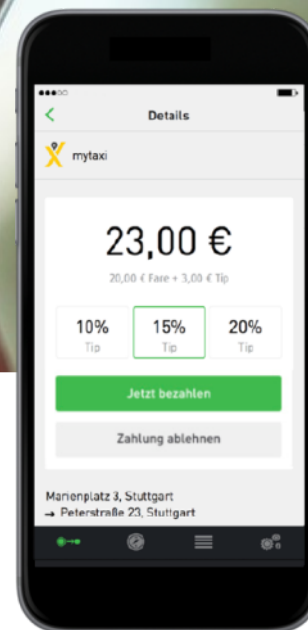 Details
mytaxi
23,00 €
20,00 € Fare + 3,00 € Tip
10% 15% 20%
Tip Tip Tip
Jetzt bezahlen
Zahlung ablehnen
Marienplatz 3, Stuttgart
→ Peterstraße 23, Stuttgart